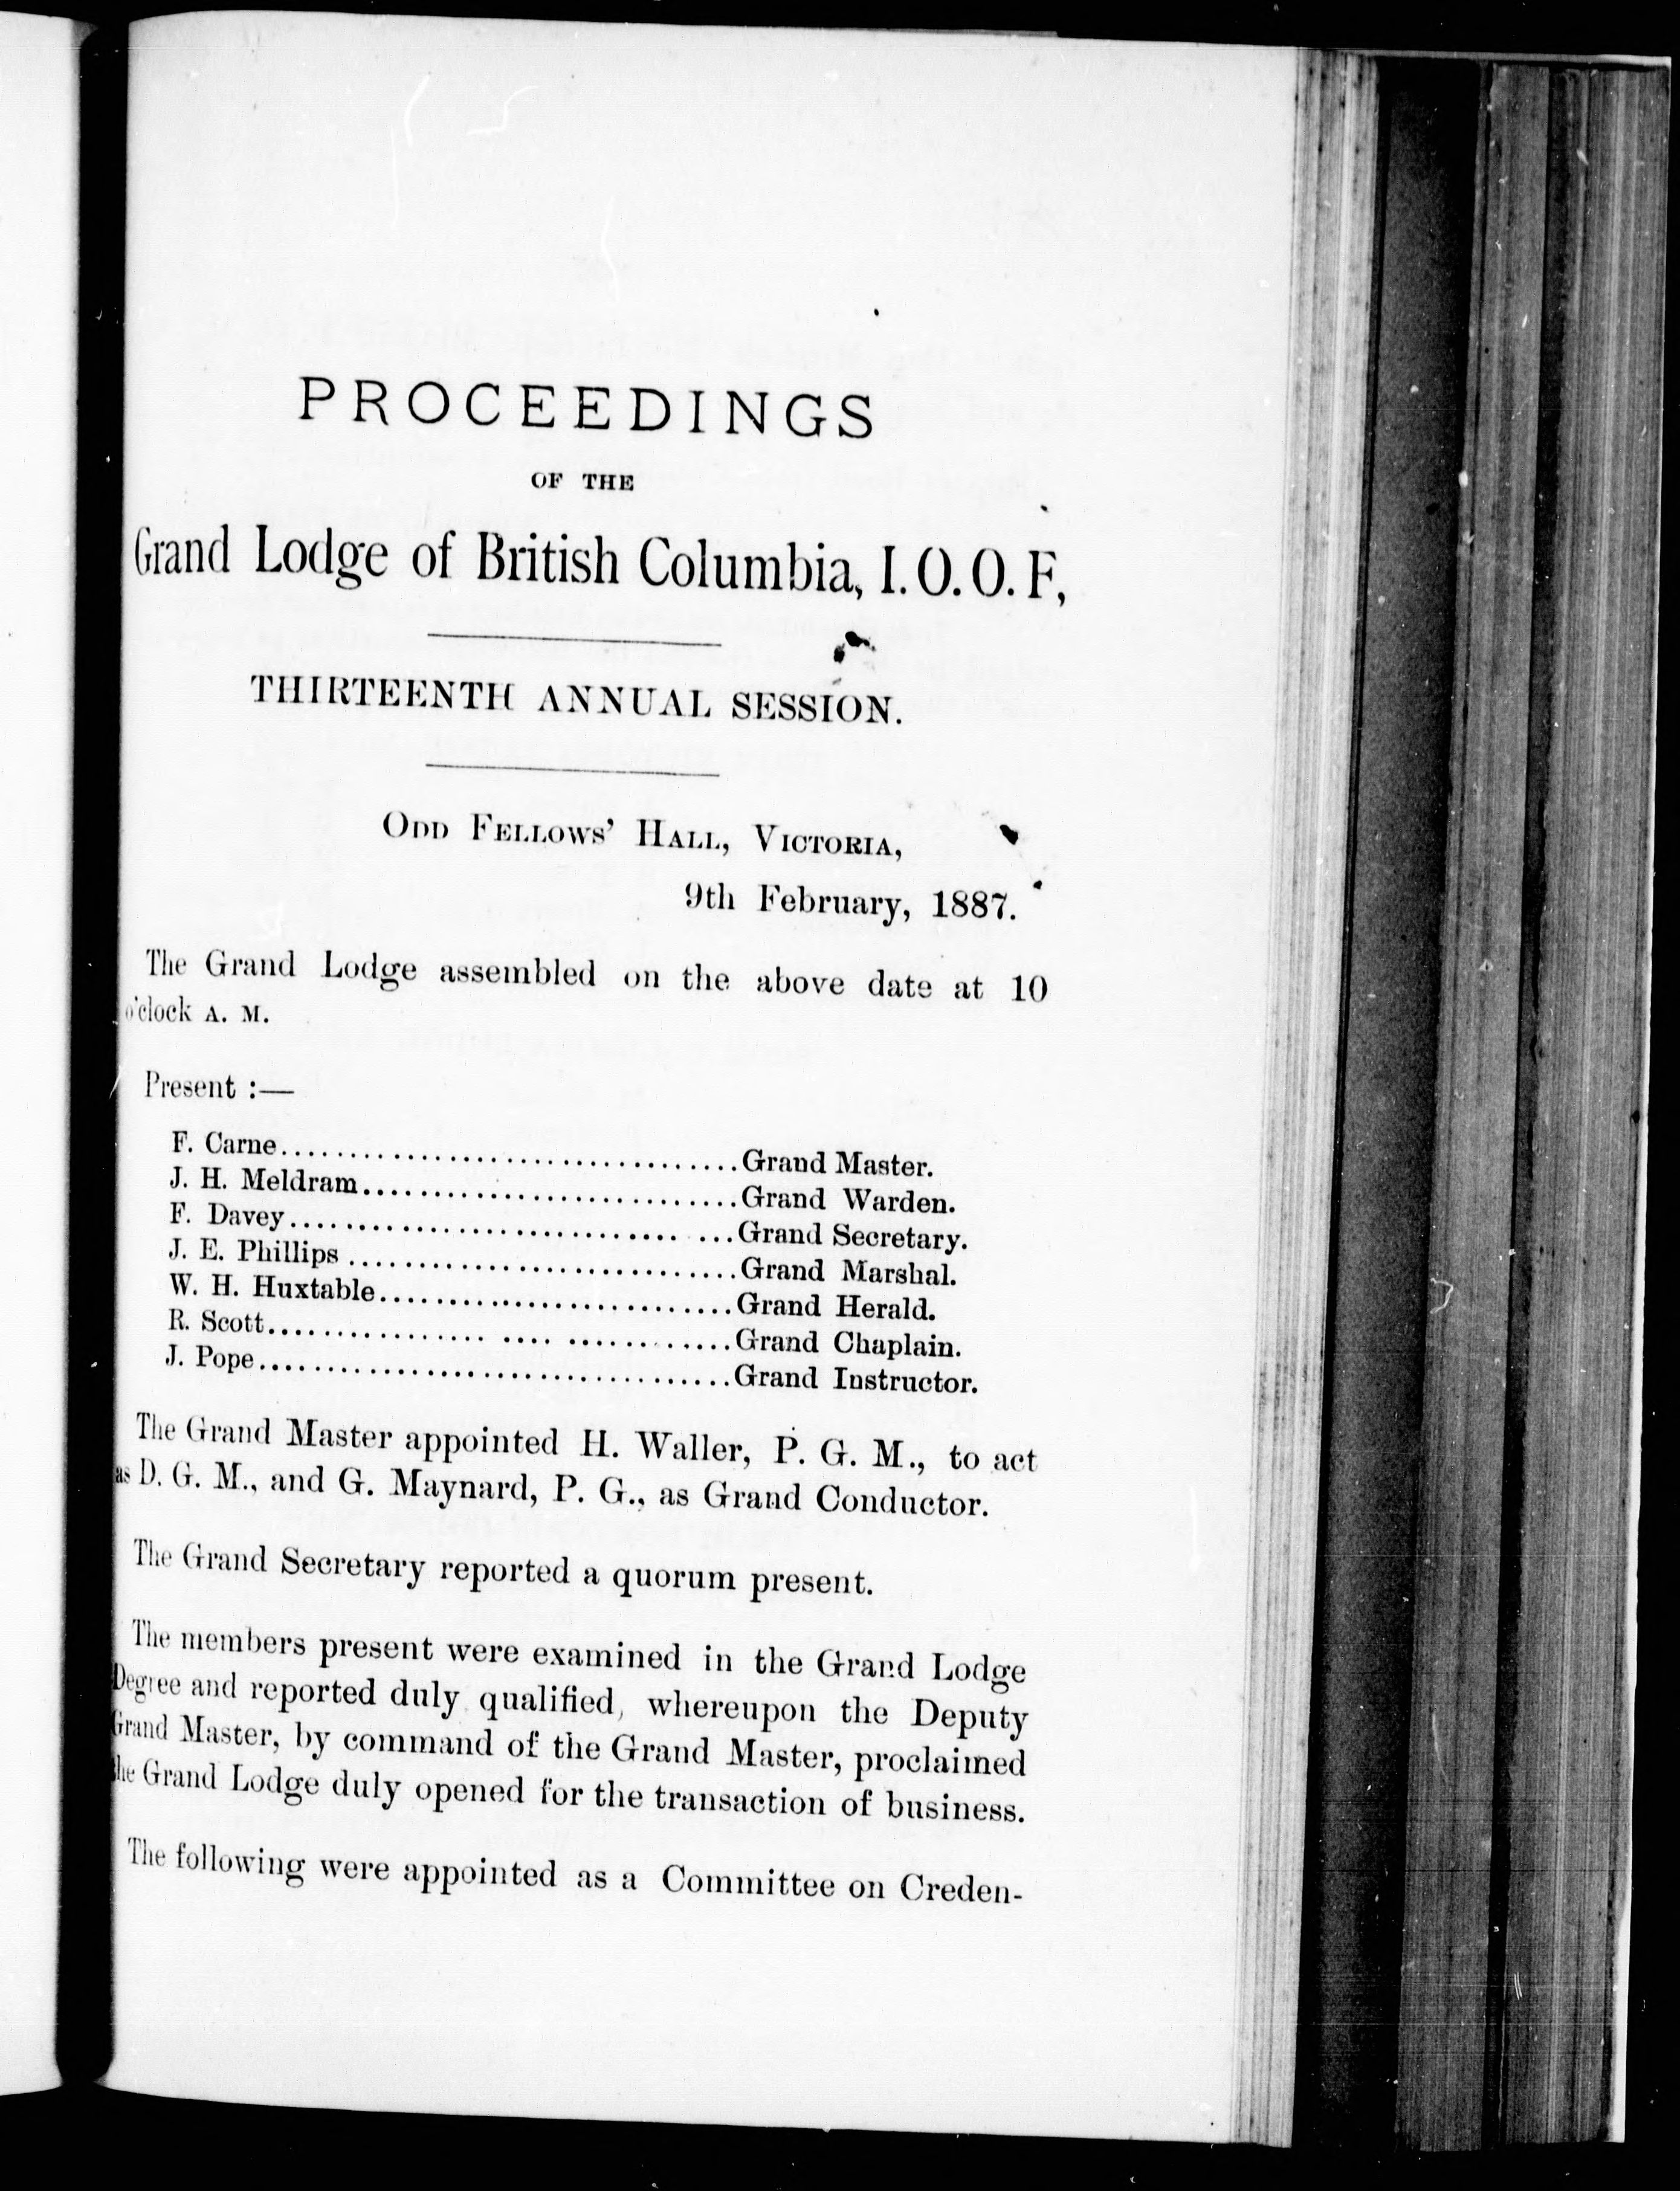 PROCEEDINGS
OF THE
Grand Lodge of British Columbia, I. O. O. F,
THIRTEENTH ANNUAL SESSION.
ODD FELLOWS' HALL, VICTORIA,
9th February, 1887.
The Grand Lodge assembled on the above date at 10
o'clock A. M.
Present :—
F. Carne....................................Grand Master.
J. H. Meldram..............................Grand Warden.
F. Davey............................... ...Grand Secretary.
J. E. Phillips ..............................Grand Marshal.
W. H. Huxtable............................Grand Herald.
R. Scott................ .... ............Grand Chaplain.
J. Pope.....................................Grand Instructor.
The Grand Master appointed H. Waller, P. G. M., to act
as D. G. M., and G. Maynard, P. G., as Grand Conductor.
The Grand Secretary reported a quorum present.
The members present were examined in the Grand Lodge
Degree and reported duly qualified, whereupon the Deputy
Grand Master, by command of the Grand Master, proclaimed
the Grand Lodge duly opened for the transaction of business.
The following were appointed as a Committee on Creden-